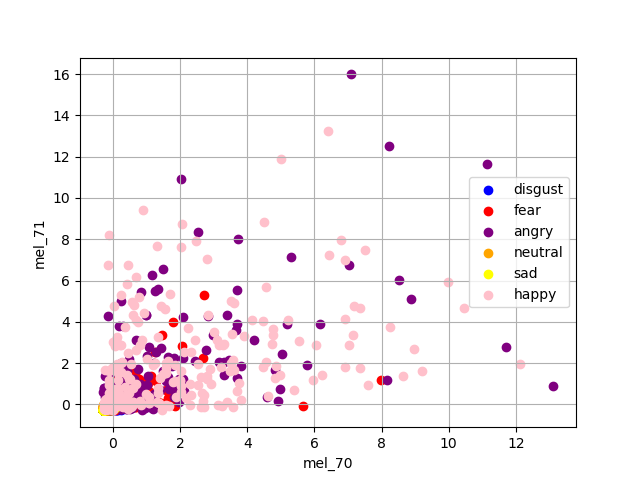 16
14
12
10
8
6
4
2
0
mel_71
0 2 4 6 8 10 12
mel_70
disgust
fear
angry
neutral
sad
happy